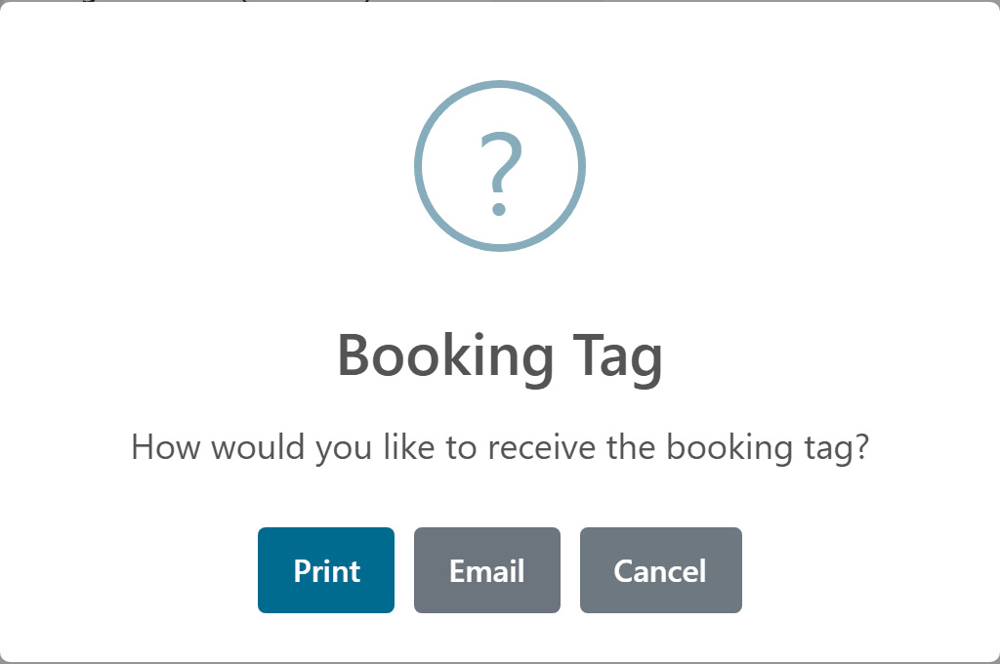 ?
Booking Tag
How would you like to receive the booking tag?
Print Email Cancel